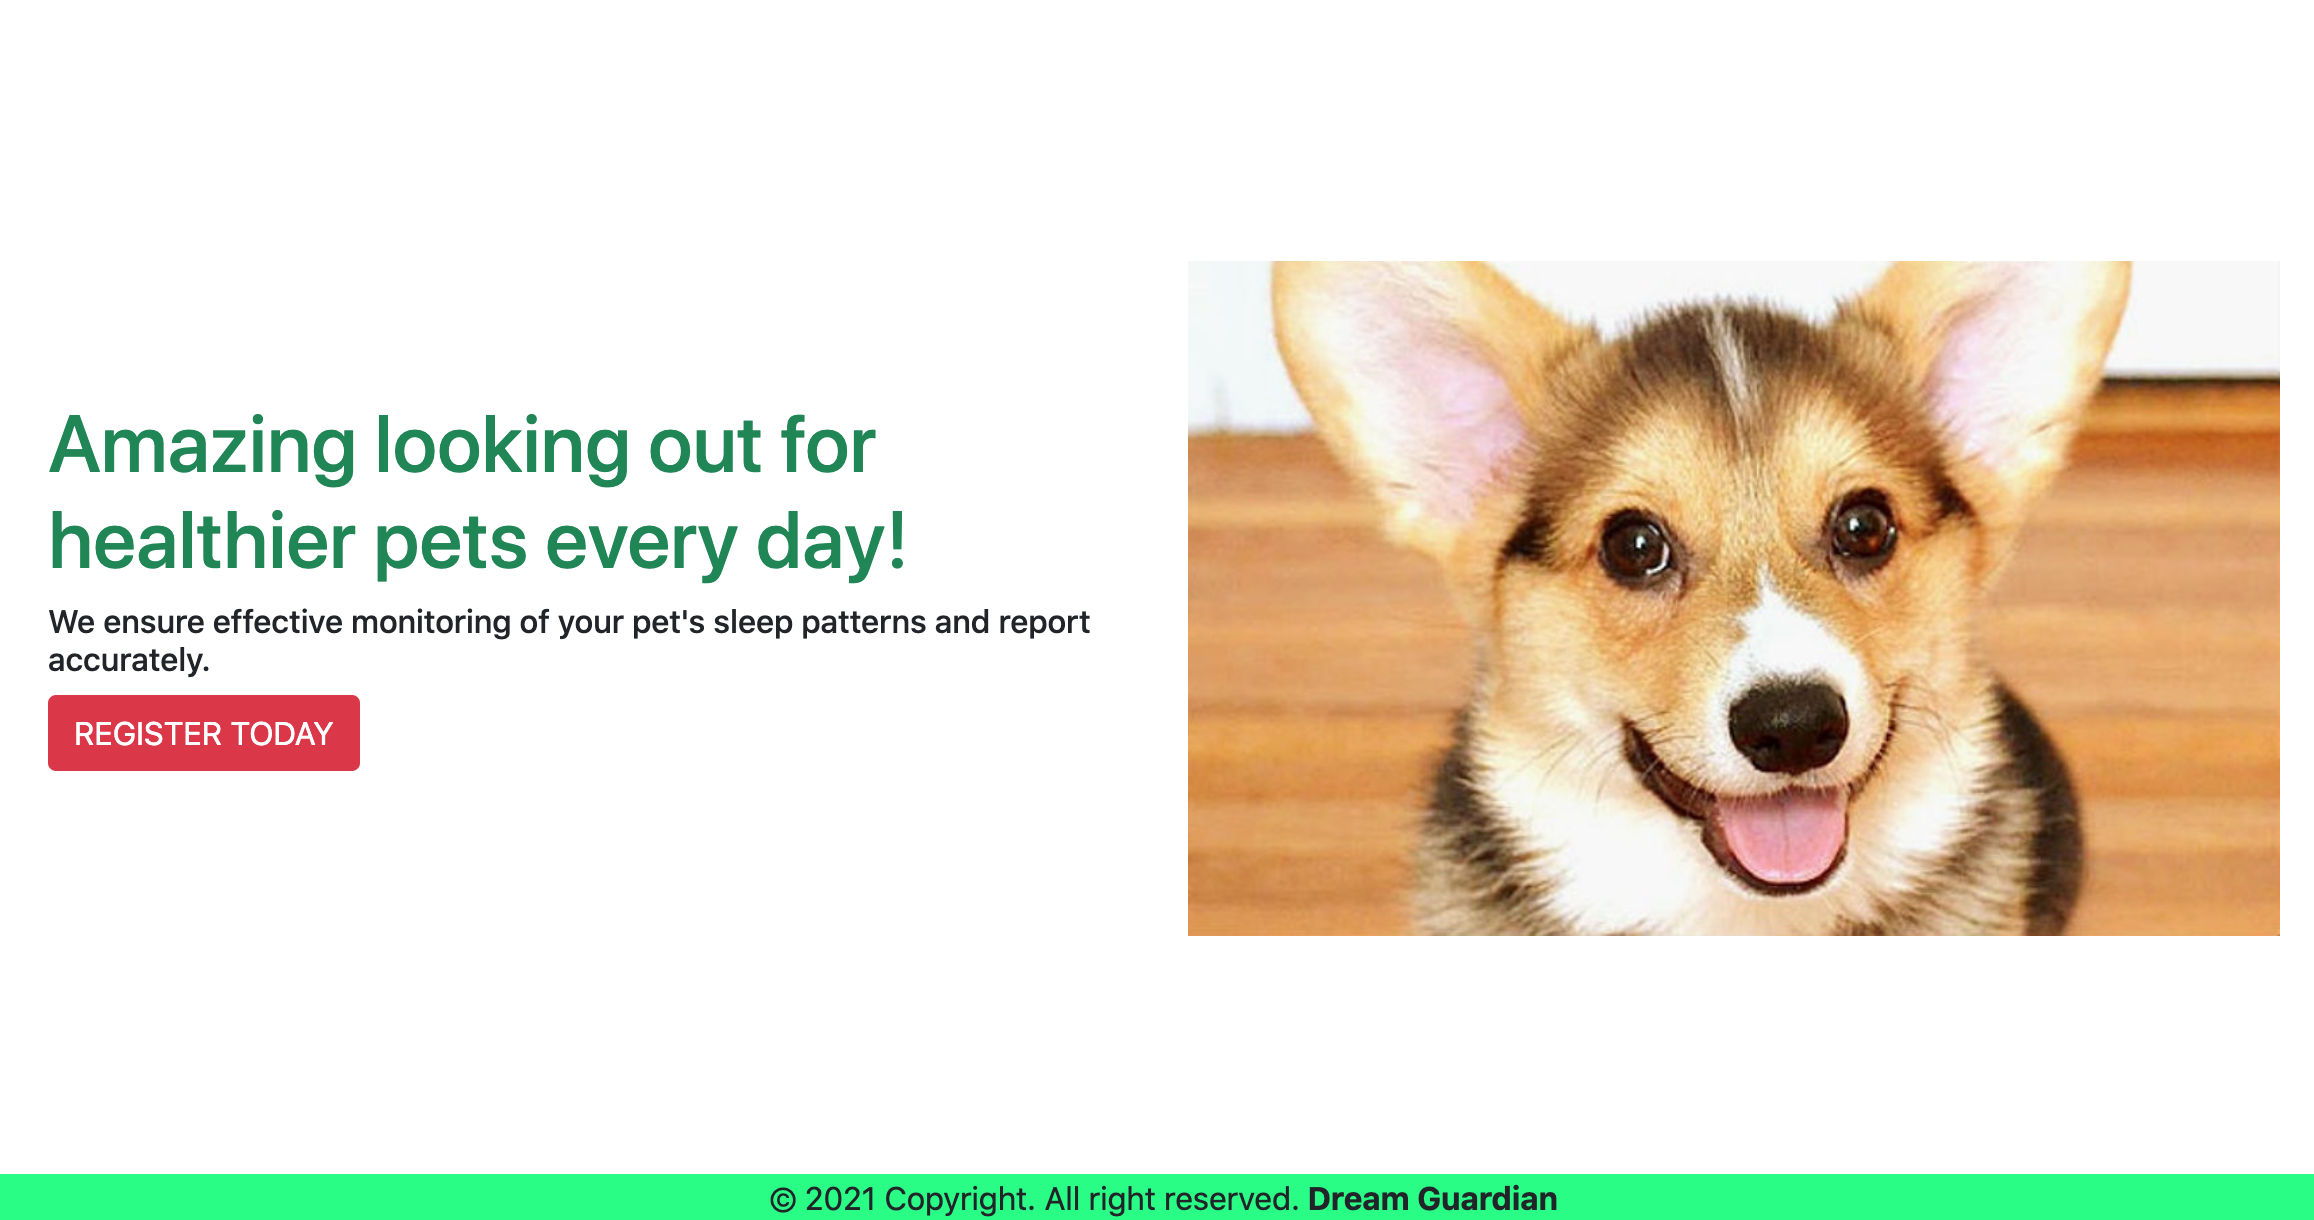 Amazing looking out for
healthier pets every day!
We ensure effective monitoring of your pet's sleep patterns and report
accurately.
REGISTER TODAY
© 2021 Copyright. All right reserved. Dream Guardian